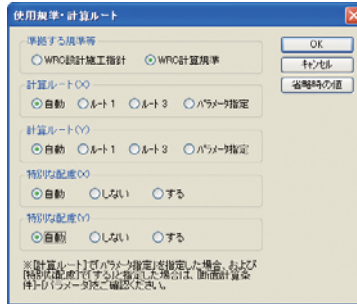 使用規準・計算ルート
準拠する規準等
WRC設計施工指針 WRC計算規準
OK
キャンセル
省略時の値
計算ルート(X)
自動 ルート1 ルート3 パラメータ指定
計算ルート(Y)
自動 ルート1 ルート3 パラメータ指定
特別な配慮(X)
自動 しない する
特別な配慮(Y)
自動 しない する
※[計算ルート]で「パラメータ指定」を指定した場合、および
[特別な配慮]で「する」と指定した場合は、[断面計算条
件]-[パラメータ]をご確認ください。